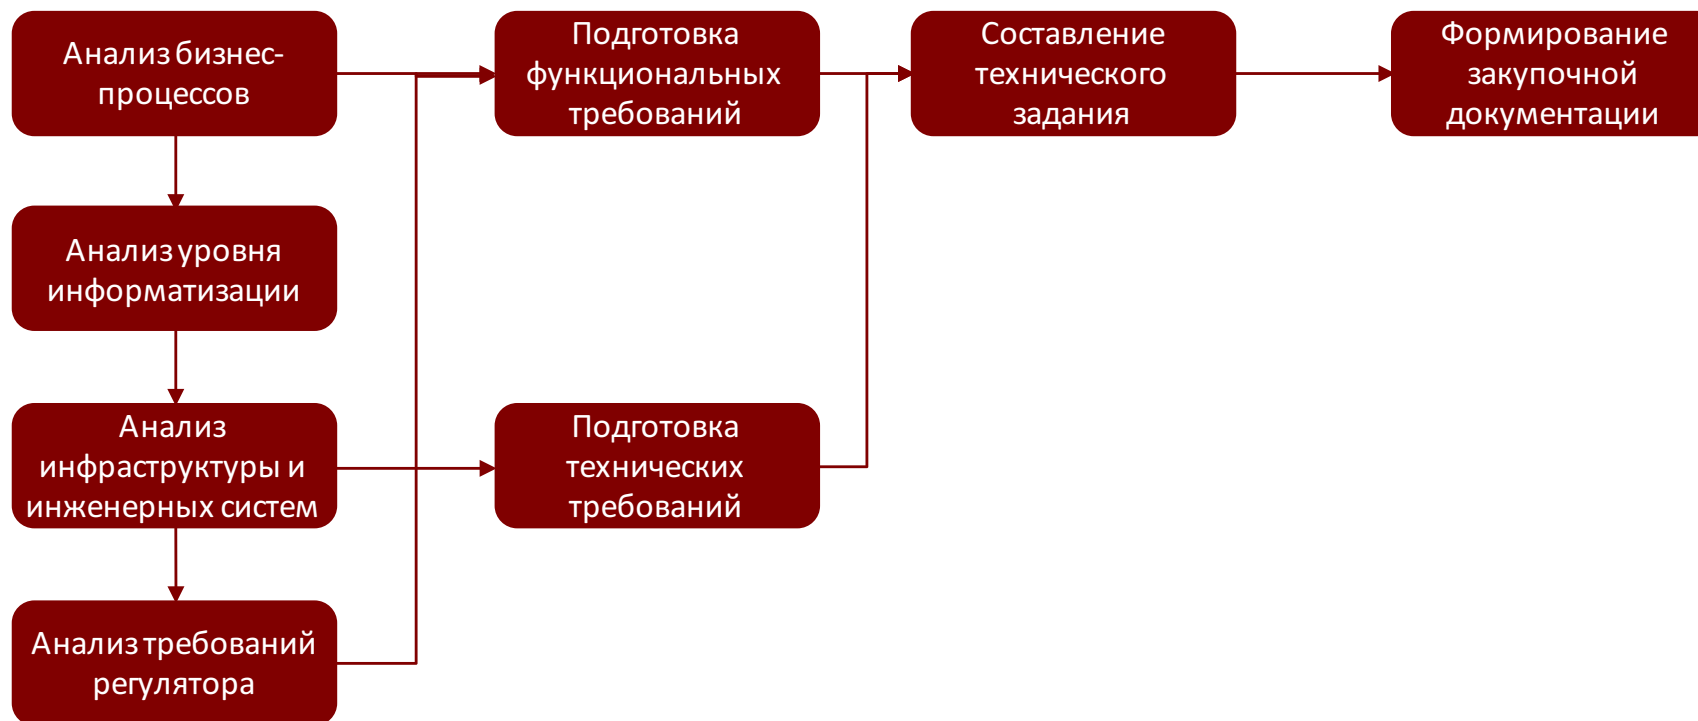 Анализ бизнес-
процессов
Подготовка
функциональных
требований
Составление
технического
задания
Формирование
закупочной
документации
Анализ уровня
информатизации
Анализ
инфраструктуры и
инженерных систем
Подготовка
технических
требований
Анализ требований
регулятора